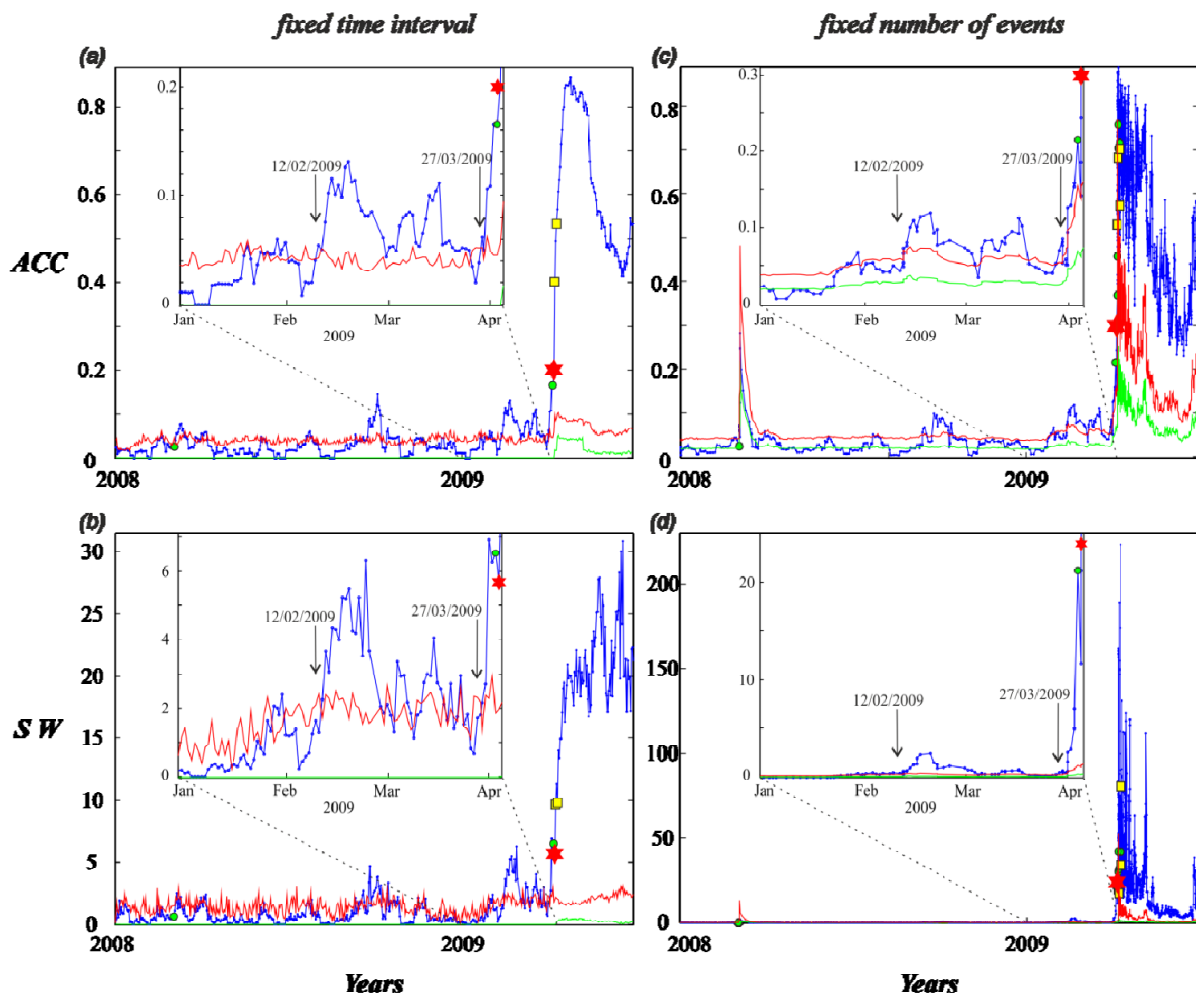 fixed time interval
fixed number of events
(a)
0.8
0.6
ACC
0.4
0.2
0
2008
2009
0.2
0.1
0
12/02/2009
27/03/2009
Jan
Feb
Mar
Apr
2009
(c)
0.8
0.6
0.4
0.2
0
2008
2009
0.3
0.2
0.1
0
12/02/2009
27/03/2009
Jan
Feb
Mar
Apr
2009
(b)
30
25
20
SW
15
10
5
0
2008
2009
6
4
2
0
12/02/2009
27/03/2009
Jan
Feb
Mar
Apr
2009
Years
(d)
200
150
100
50
0
2008
2009
20
10
0
12/02/2009
27/03/2009
Jan
Feb
Mar
Apr
2009
Years